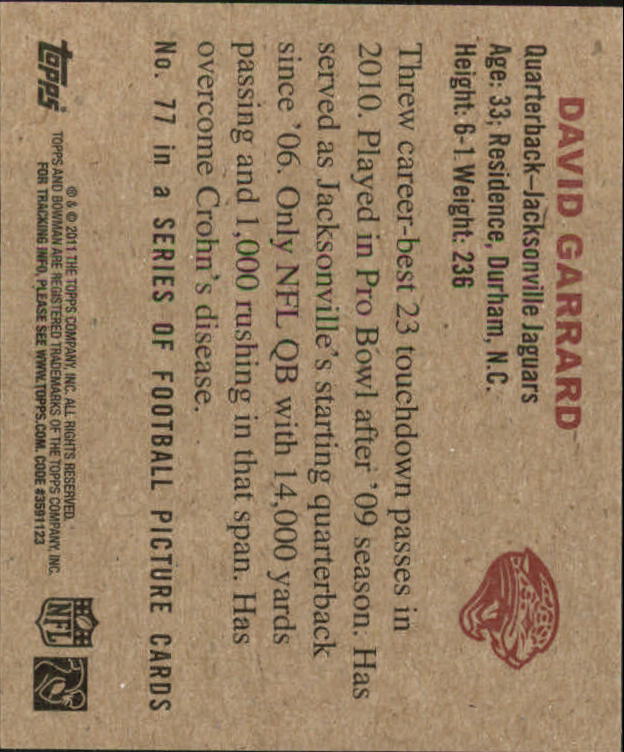 DAVID GARRARD
Quarterback–Jacksonville Jaguars
Age: 33; Residence, Durham, N.C.
Height: 6-1 Weight: 236
Threw career-best 23 touchdown passes in
2010. Played in Pro Bowl after '09 season. Has
served as Jacksonville's starting quarterback
since '06. Only NFL QB with 14,000 yards
passing and 1,000 rushing in that span. Has
overcome Crohn's disease.
No. 77 in a SERIES OF FOOTBALL PICTURE CARDS
topps
® & © 2011 THE TOPPS COMPANY, INC. ALL RIGHTS RESERVED.
TOPPS AND BOWMAN ARE REGISTERED TRADEMARKS OF THE TOPPS COMPANY, INC.
FOR TRACKING INFO, PLEASE SEE WWW.TOPPS.COM. CODE #3591123
NFL